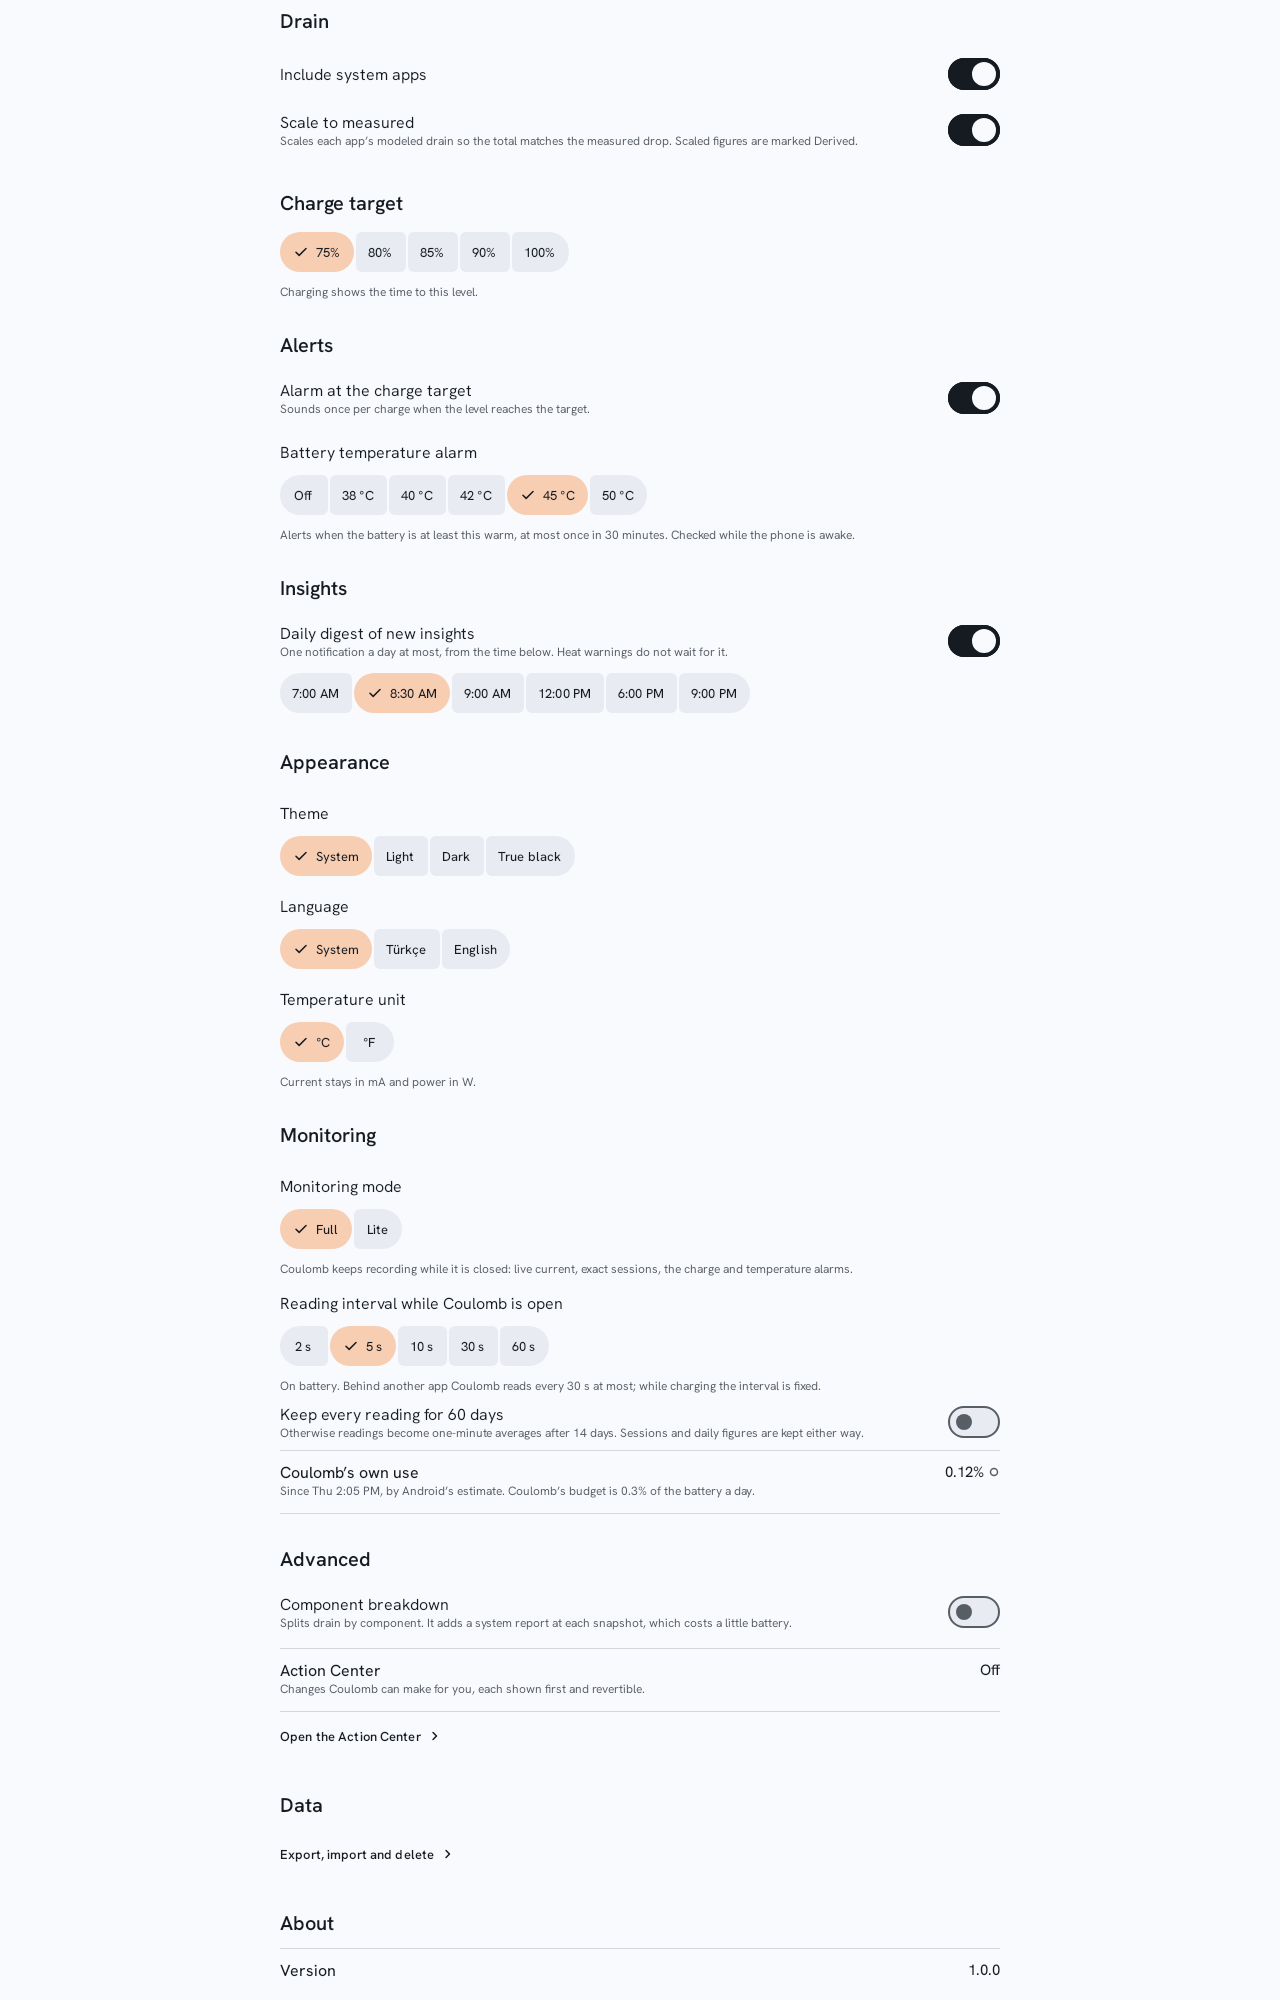 Drain
Include system apps
Scale to measured
Scales each app’s modeled drain so the total matches the measured drop. Scaled figures are marked Derived.
Charge target
75% 80% 85% 90% 100%
Charging shows the time to this level.
Alerts
Alarm at the charge target
Sounds once per charge when the level reaches the target.
Battery temperature alarm
Off 38 °C 40 °C 42 °C 45 °C 50 °C
Alerts when the battery is at least this warm, at most once in 30 minutes. Checked while the phone is awake.
Insights
Daily digest of new insights
One notification a day at most, from the time below. Heat warnings do not wait for it.
7:00 AM 8:30 AM 9:00 AM 12:00 PM 6:00 PM 9:00 PM
Appearance
Theme
System Light Dark True black
Language
System Türkçe English
Temperature unit
°C °F
Current stays in mA and power in W.
Monitoring
Monitoring mode
Full Lite
Coulomb keeps recording while it is closed: live current, exact sessions, the charge and temperature alarms.
Reading interval while Coulomb is open
2 s 5 s 10 s 30 s 60 s
On battery. Behind another app Coulomb reads every 30 s at most; while charging the interval is fixed.
Keep every reading for 60 days
Otherwise readings become one-minute averages after 14 days. Sessions and daily figures are kept either way.
Coulomb’s own use 0.12%
Since Thu 2:05 PM, by Android’s estimate. Coulomb’s budget is 0.3% of the battery a day.
Advanced
Component breakdown
Splits drain by component. It adds a system report at each snapshot, which costs a little battery.
Action Center Off
Changes Coulomb can make for you, each shown first and revertible.
Open the Action Center
Data
Export, import and delete
About
Version 1.0.0